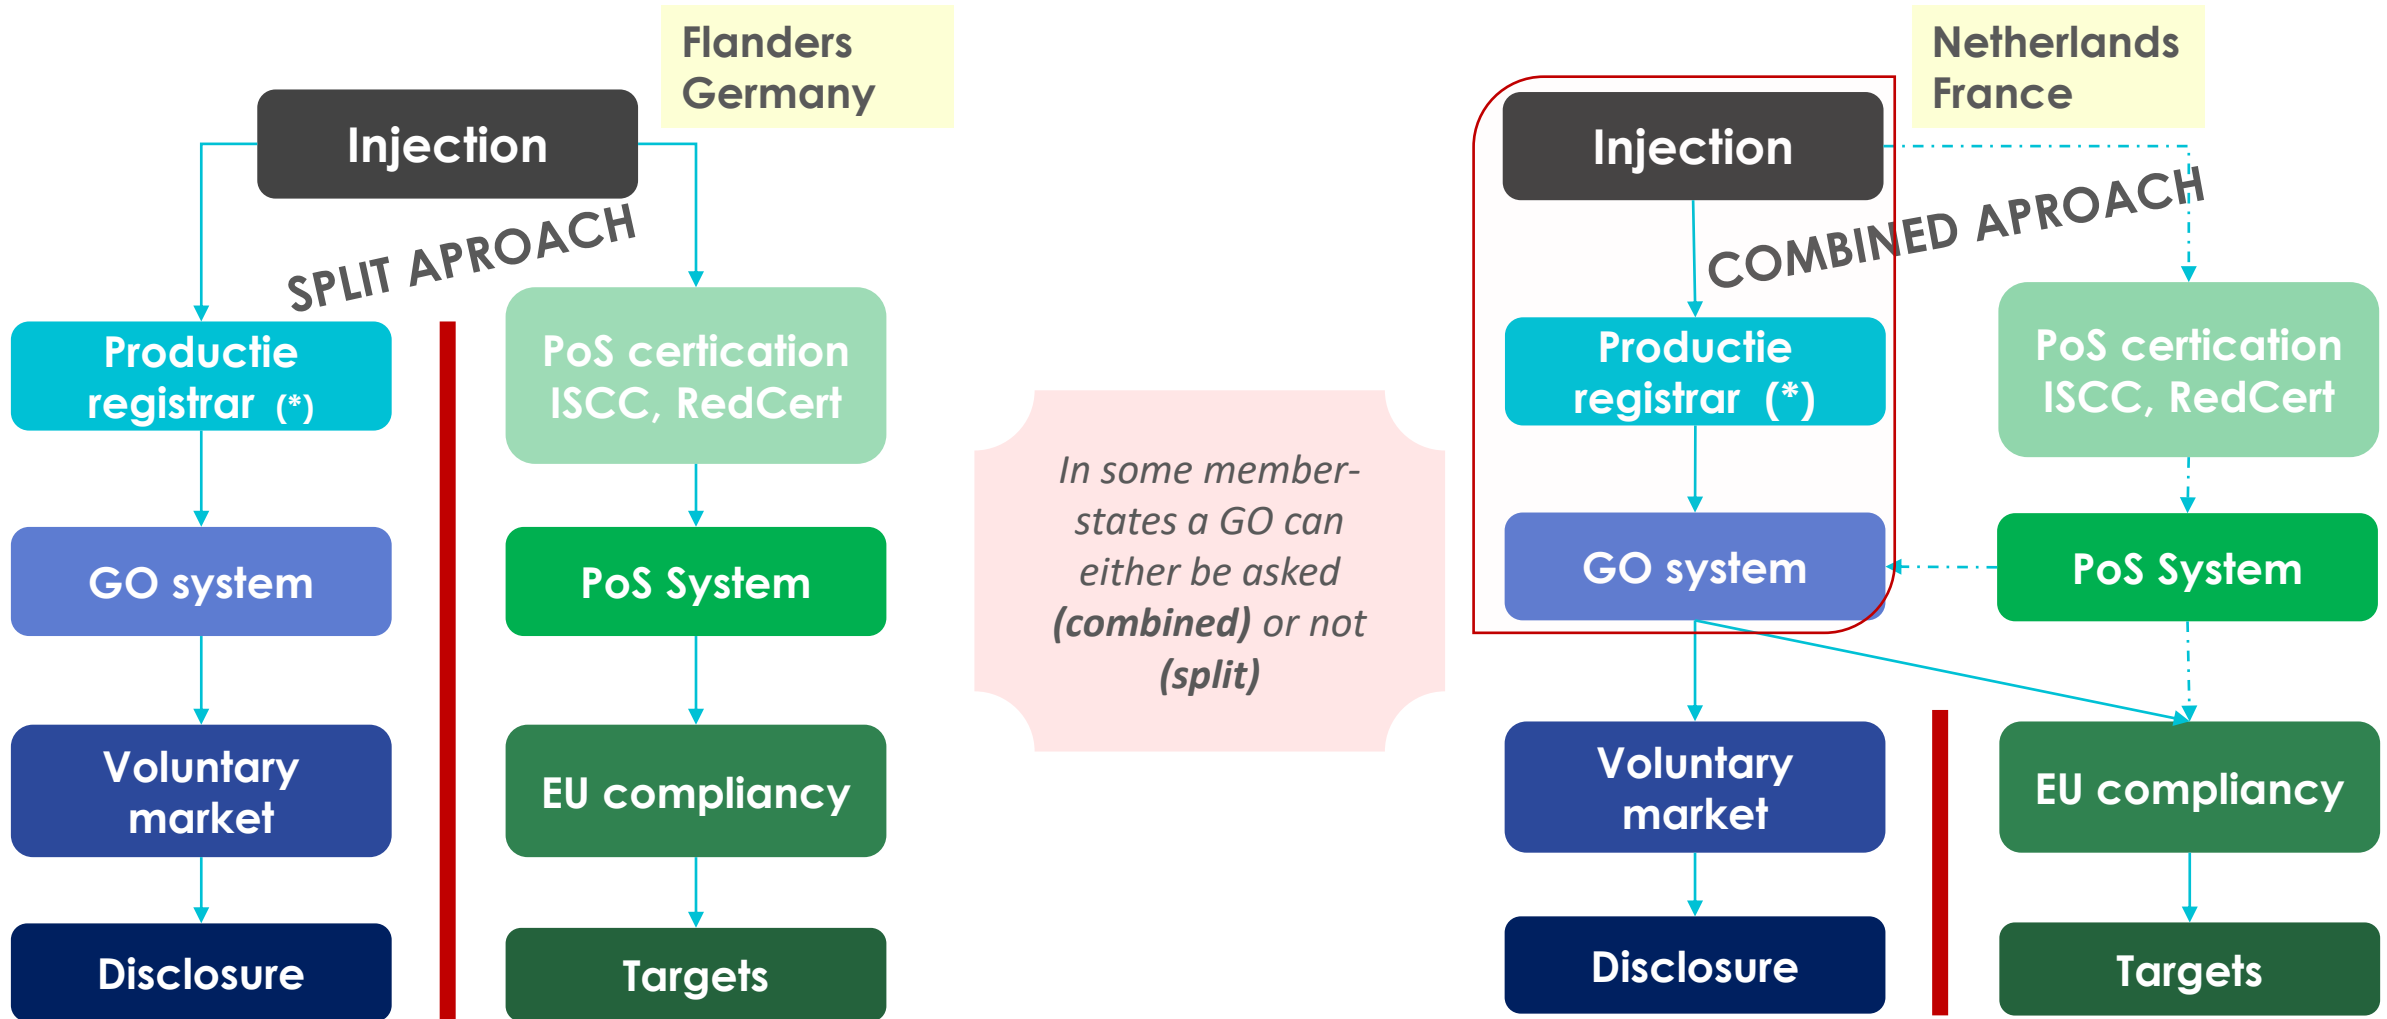 Flanders
Germany
Injection
SPLIT APROACH
Productie
registrar (*)
PoS certication
ISCC, RedCert
GO system
PoS System
Voluntary
market
EU compliancy
Disclosure
Targets
In some member-
states a GO can
either be asked
(combined) or not
(split)
Netherlands
France
Injection
COMBINED APROACH
Productie
registrar (*)
PoS certication
ISCC, RedCert
GO system
PoS System
Voluntary
market
EU compliancy
Disclosure
Targets